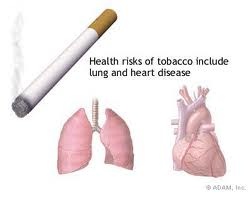 Health risks of tobacco include
lung and heart disease
© ADAM, Inc.